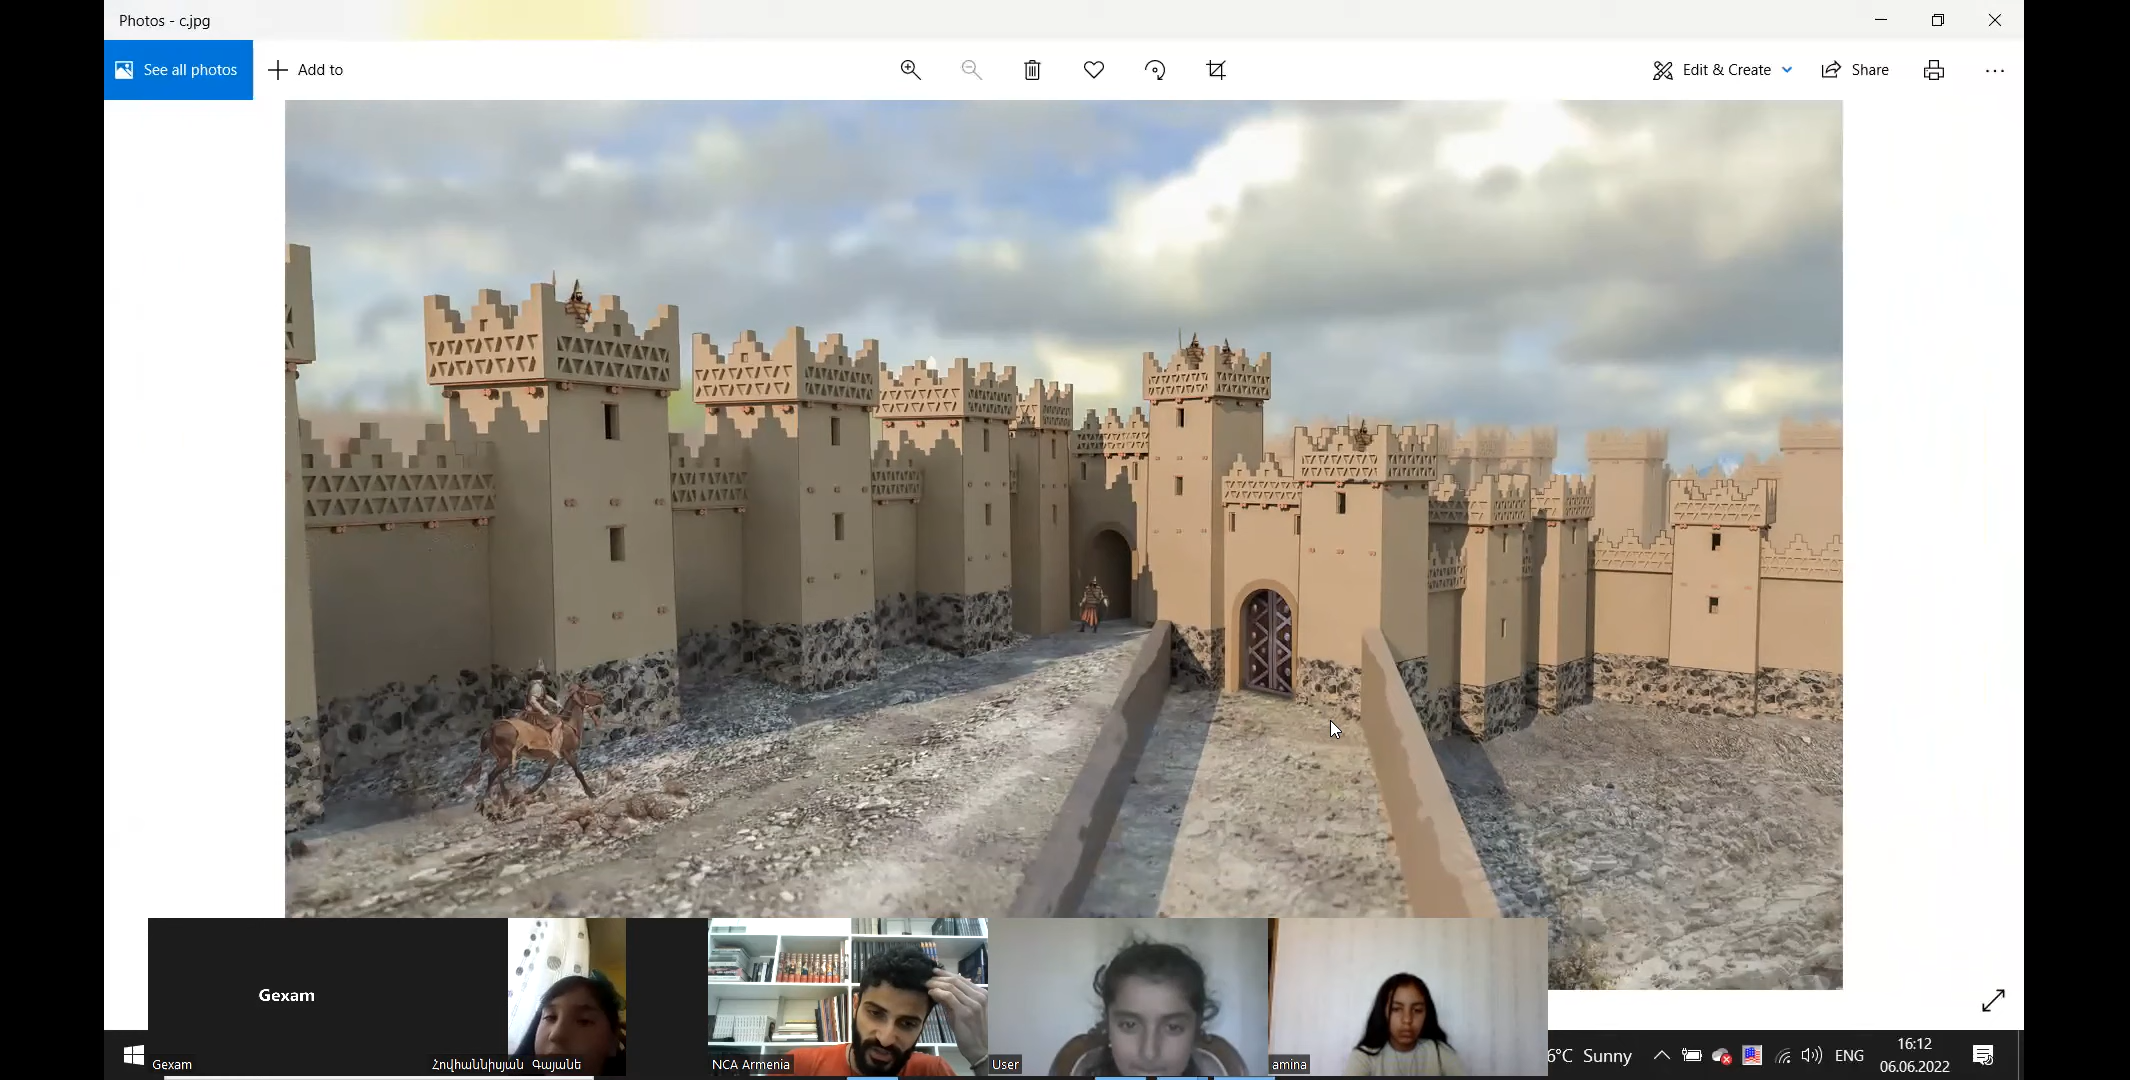 Photos - c.jpg
See all photos
Add to
Edit & Create
Share
Gexam
Gexam
Հովհաննիսյան Գայանե
NCA Armenia
User
amina
6°C Sunny
ENG
16:12
06.06.2022